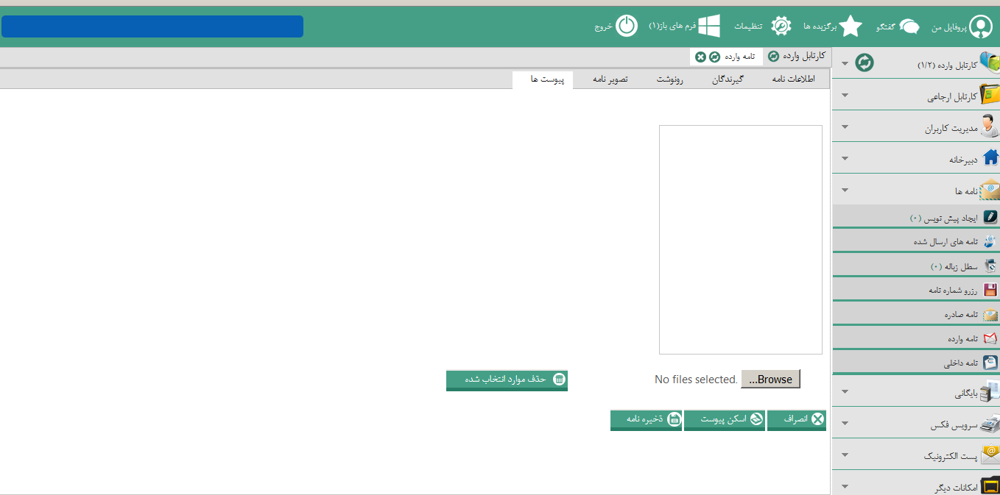 پروفایل من
گفتگو
برگزیده ها
تنظیمات
فرم های باز(۱)
خروج
کارتابل وارده
نامه وارده
اطلاعات نامه
گیرندگان
رونوشت
تصویر نامه
پیوست ها
کارتابل وارده (۱/۲)
کارتابل ارجاعی
مدیریت کاربران
دبیرخانه
نامه ها
ایجاد پیش نویس (۰)
نامه های ارسال شده
سطل زباله (۰)
رزرو شماره نامه
نامه صادره
نامه وارده
نامه داخلی
بایگانی
سرویس فکس
پست الکترونیک
امکانات دیگر
...Browse
No files selected.
حذف موارد انتخاب شده
انصراف
اسکن پیوست
ذخیره نامه